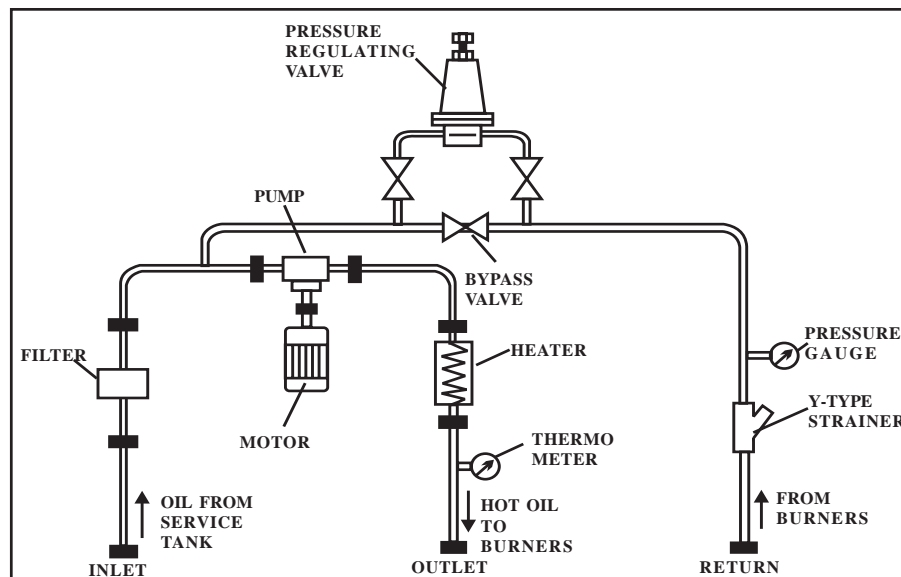 PRESSURE
REGULATING
VALVE
PUMP
BYPASS
VALVE
FILTER
HEATER
PRESSURE
GAUGE
Y-TYPE
STRAINER
MOTOR
THERMO
METER
OIL FROM
SERVICE
TANK
HOT OIL
TO
BURNERS
FROM
BURNERS
INLET
OUTLET
RETURN